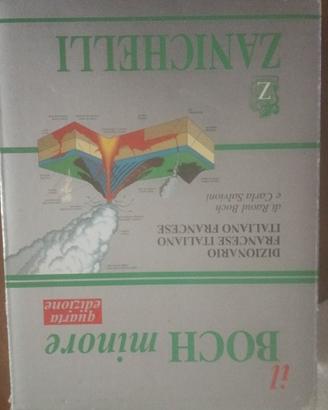 il
BOCH minore
quarta
edizione
DIZIONARIO
FRANCESE ITALIANO
ITALIANO FRANCESE
di Raoul Boch
e Carla Salvioni
Z
ZANICHELLI